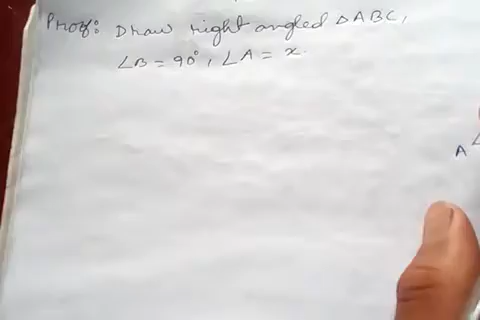 Proof: Draw right angled △ABC,
∠B = 90°, ∠A = x.
A